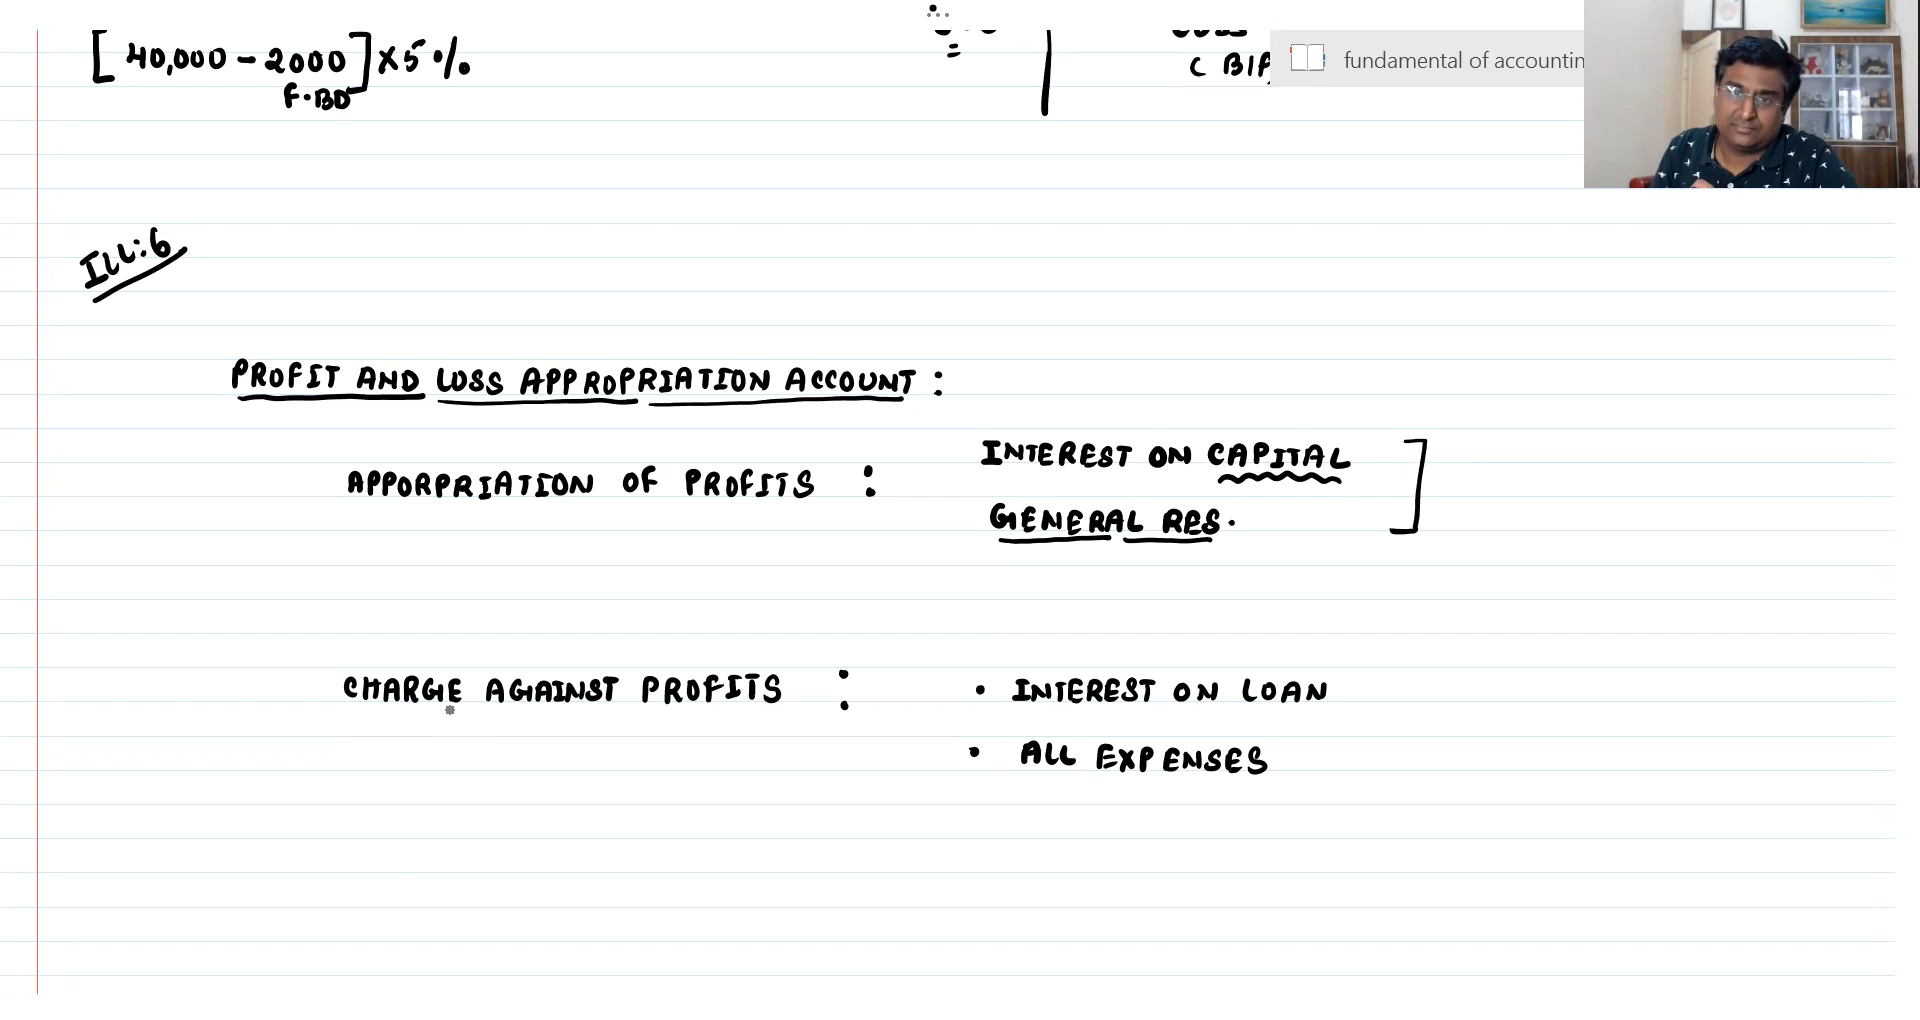 [ 40,000 - 2000 ] x 5%
F.BD
fundamental of accountin
ILL:6
PROFIT AND LOSS APPROPRIATION ACCOUNT :
APPORPRIATION OF PROFITS : INTEREST ON CAPITAL
GENERAL RES.
CHARGE AGAINST PROFITS : • INTEREST ON LOAN
• ALL EXPENSES